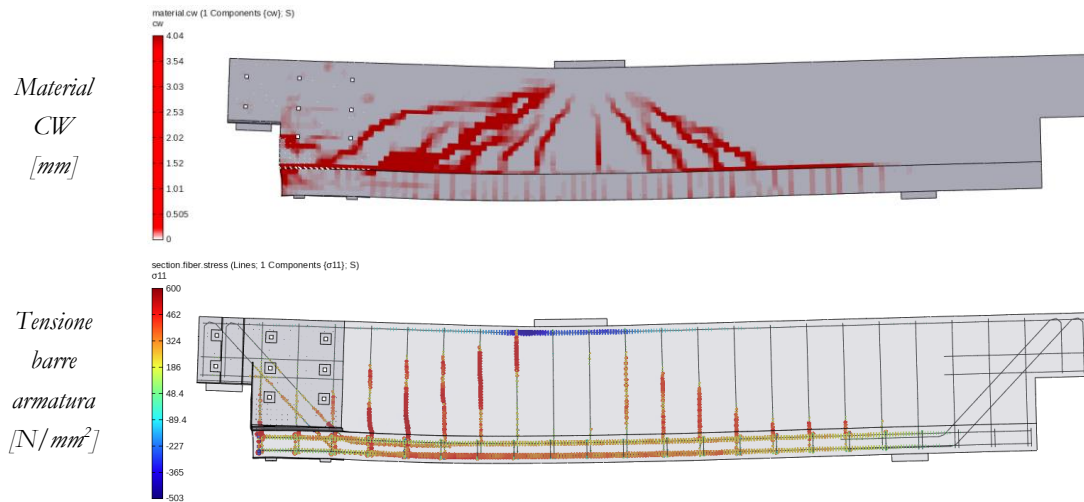 material.cw (1 Components {cw}; S)
cw
4.04
3.54
3.03
2.53
2.02
1.52
1.01
0.505
0
Material
CW
[mm]
section.fiber.stress (Lines; 1 Components {σ11}; S)
σ11
600
462
324
186
48.4
-89.4
-227
-365
-503
Tensione
barre
armatura
[N/mm²]